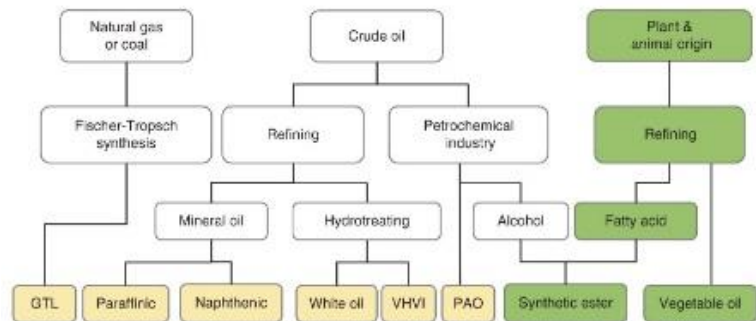 Natural gas
or coal
Crude oil
Plant &
animal origin
Fischer-Tropsch
synthesis
Refining
Petrochemical
industry
Refining
Mineral oil
Hydrotreating
Alcohol
Fatty acid
GTL
Paraffinic
Naphthenic
White oil
VHVI
PAO
Synthetic ester
Vegetable oil